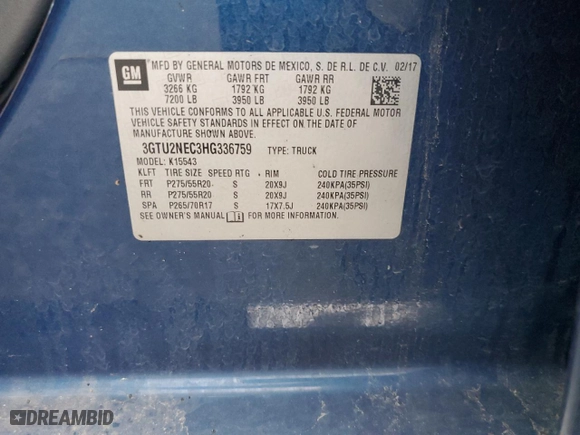 GM
MFD BY GENERAL MOTORS DE MEXICO, S. DE R.L. DE C.V. 02/17
GVWR GAWR FRT GAWR RR
3266 KG 1792 KG 1792 KG
7200 LB 3950 LB 3950 LB
THIS VEHICLE CONFORMS TO ALL APPLICABLE U.S. FEDERAL MOTOR
VEHICLE SAFETY STANDARDS IN EFFECT ON THE DATE OF MANUFACTURE
SHOWN ABOVE.
3GTU2NEC3HG336759 TYPE: TRUCK
MODEL: K15543
KLFT TIRE SIZE SPEED RTG RIM COLD TIRE PRESSURE
FRT P275/55R20 S 20X9J 240KPA(35PSI)
RR P275/55R20 S 20X9J 240KPA(35PSI)
SPA P265/70R17 S 17X7.5J 240KPA(35PSI)
SEE OWNER'S MANUAL FOR MORE INFORMATION.
DREAMBID